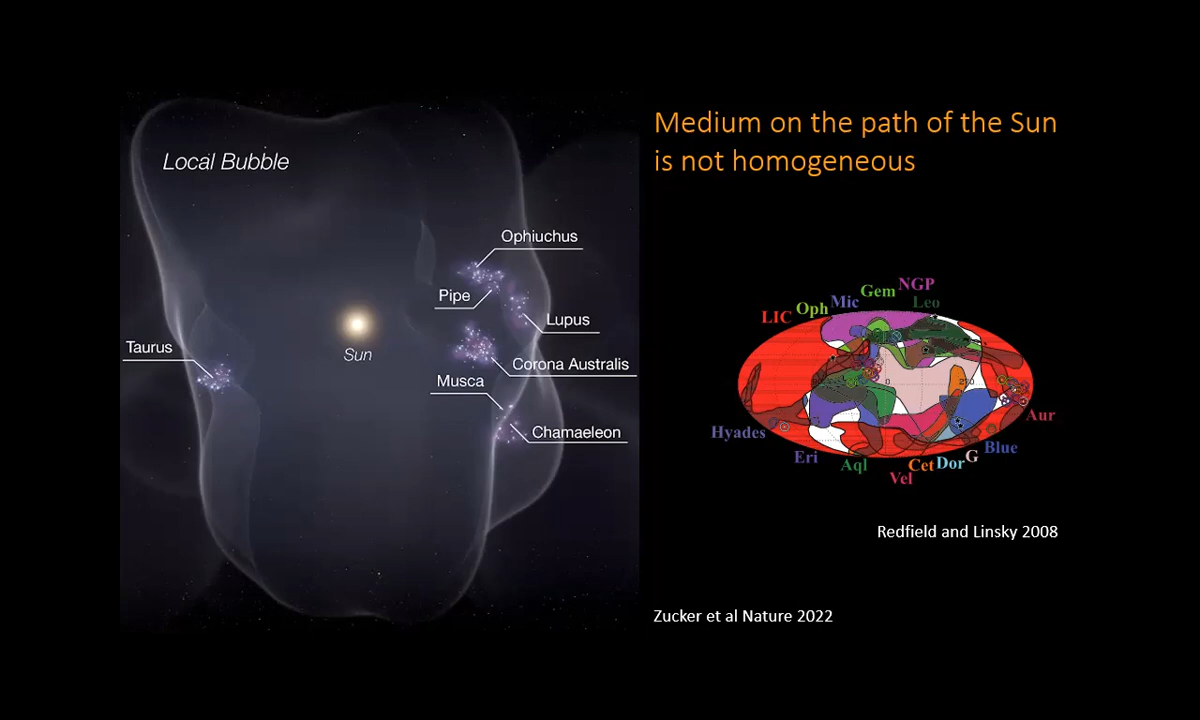 Medium on the path of the Sun
is not homogeneous
Local Bubble
Ophiuchus
Pipe
Lupus
Sun
Taurus
Corona Australis
Musca
Chamaeleon
LIC
Oph
Mic
Gem
NGP
Leo
0
Hyades
Eri
Aql
Vel
Cet
Dor
G
Blue
Aur
Redfield and Linsky 2008
Zucker et al Nature 2022